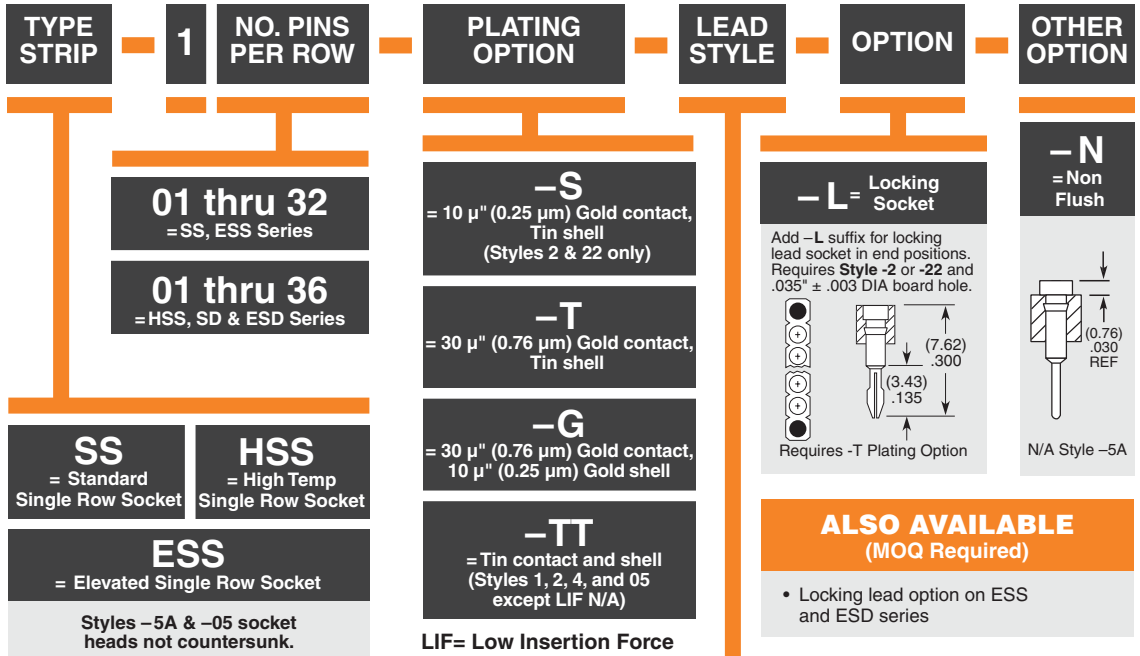 TYPE
STRIP
1
NO. PINS
PER ROW
PLATING
OPTION
LEAD
STYLE
OPTION
OTHER
OPTION
01 thru 32
= SS, ESS Series
01 thru 36
= HSS, SD & ESD Series
SS
= Standard
Single Row Socket
HSS
= High Temp
Single Row Socket
ESS
= Elevated Single Row Socket
Styles –5A & –05 socket
heads not countersunk.
–S
= 10 µ" (0.25 µm) Gold contact,
Tin shell
(Styles 2 & 22 only)
–T
= 30 µ" (0.76 µm) Gold contact,
Tin shell
–G
= 30 µ" (0.76 µm) Gold contact,
10 µ" (0.25 µm) Gold shell
–TT
= Tin contact and shell
(Styles 1, 2, 4, and 05
except LIF N/A)
LIF= Low Insertion Force
–L= Locking
Socket
Add –L suffix for locking
lead socket in end positions.
Requires Style -2 or -22 and
.035" ± .003 DIA board hole.
(7.62)
.300
(3.43)
.135
Requires -T Plating Option
–N
= Non
Flush
(0.76)
.030
REF
N/A Style –5A
ALSO AVAILABLE
(MOQ Required)
• Locking lead option on ESS
and ESD series